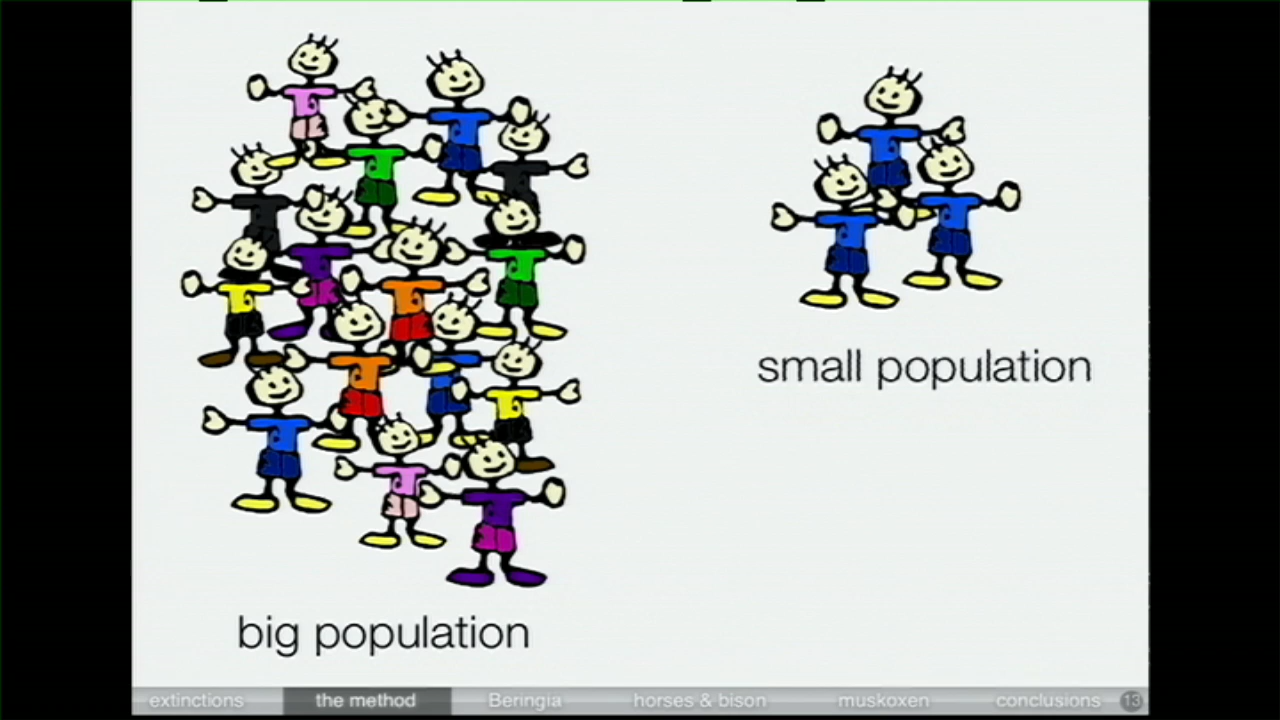 small population
big population
extinctions the method Beringia horses & bison muskoxen conclusions 13